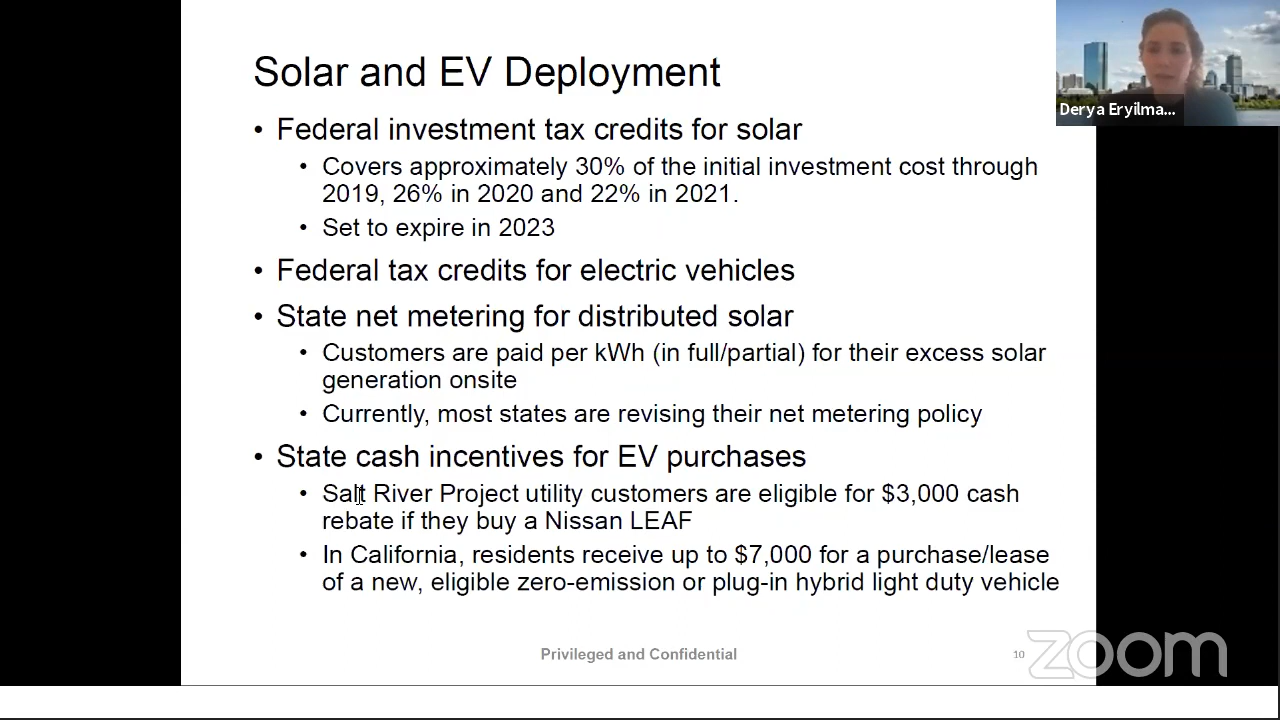 Solar and EV Deployment
Derya Eryilma...
• Federal investment tax credits for solar
• Covers approximately 30% of the initial investment cost through
2019, 26% in 2020 and 22% in 2021.
• Set to expire in 2023
• Federal tax credits for electric vehicles
• State net metering for distributed solar
• Customers are paid per kWh (in full/partial) for their excess solar
generation onsite
• Currently, most states are revising their net metering policy
• State cash incentives for EV purchases
• Salt River Project utility customers are eligible for $3,000 cash
rebate if they buy a Nissan LEAF
• In California, residents receive up to $7,000 for a purchase/lease
of a new, eligible zero-emission or plug-in hybrid light duty vehicle
Privileged and Confidential
10
zoom